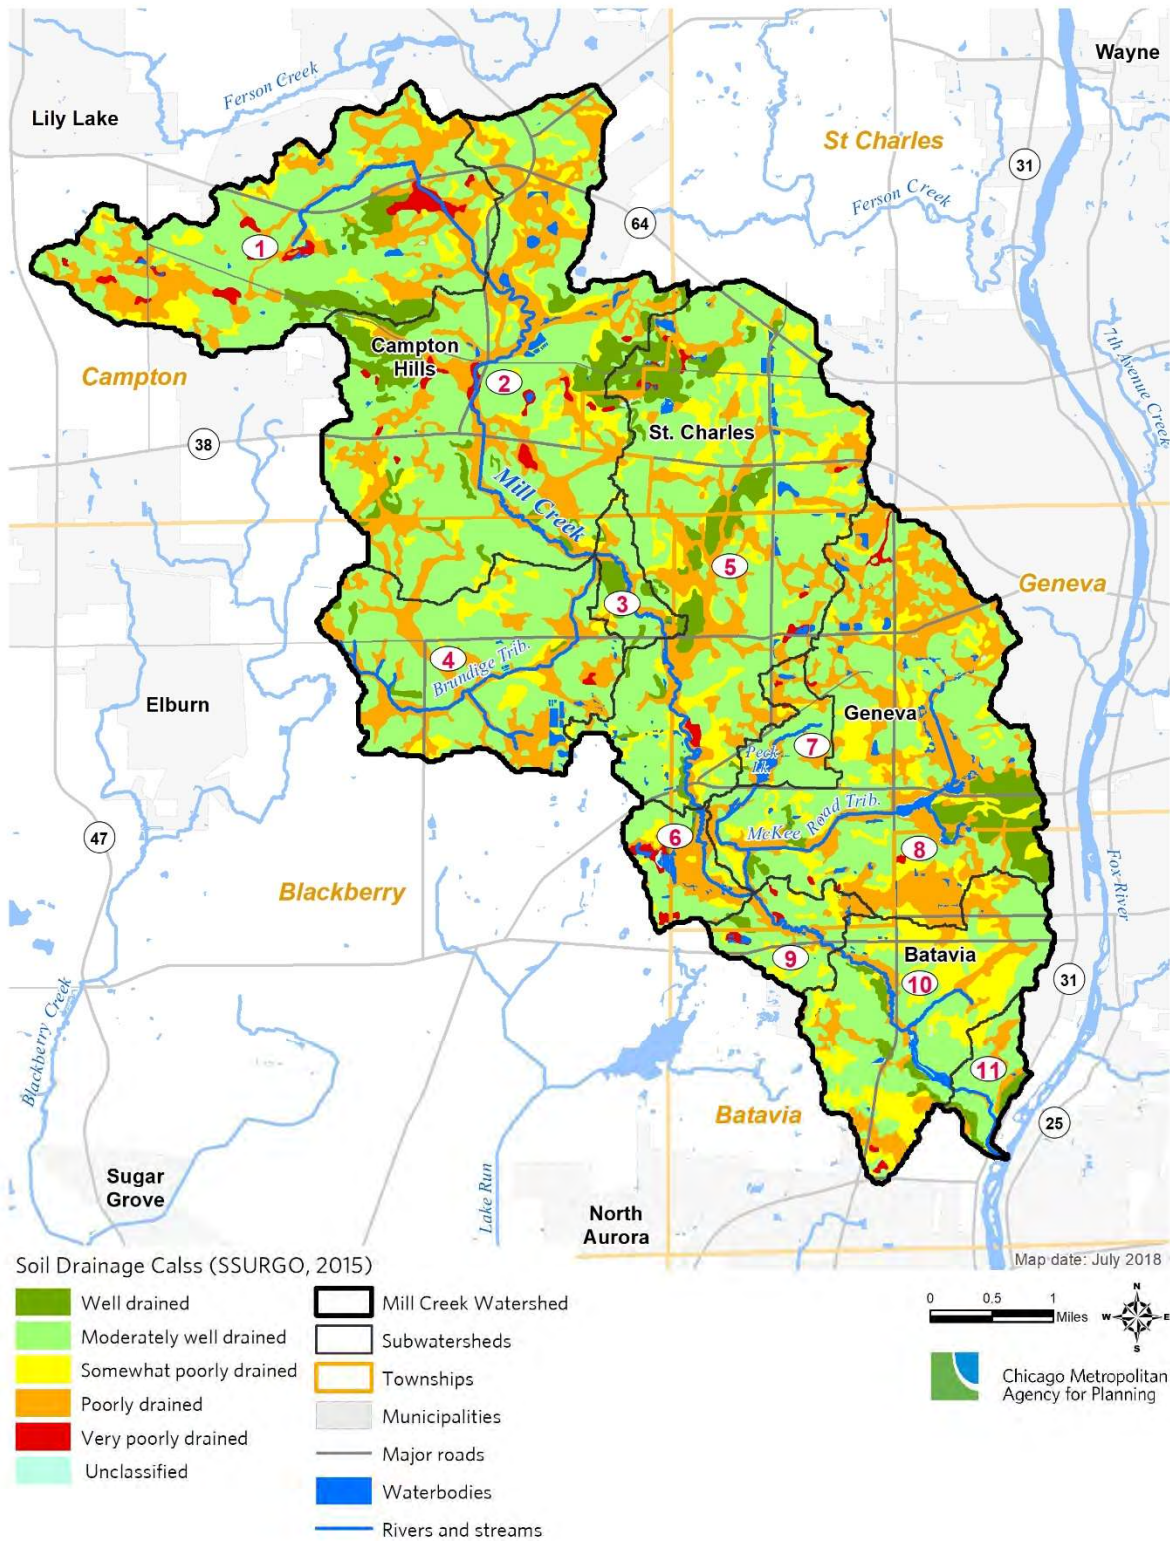 Wayne
Lily Lake
Ferson Creek
St Charles
31
Ferson Creek
64
1
7th Avenue Creek
Campton
Campton
Hills
2
38
St. Charles
Mill Creek
5
Geneva
3
4
Brundige Trib.
Elburn
Geneva
7
Peck
Lk
McKee Road Trib.
47
6
8
Blackberry
Fox River
9
Batavia
10
31
Blackberry Creek
11
Batavia
25
Sugar
Grove
Lake Run
North
Aurora
Map date: July 2018
Soil Drainage Calss (SSURGO, 2015)
Well drained
Moderately well drained
Somewhat poorly drained
Poorly drained
Very poorly drained
Unclassified
Mill Creek Watershed
Subwatersheds
Townships
Municipalities
Major roads
Waterbodies
Rivers and streams
0 0.5 1
Miles
N
W E
S
Chicago Metropolitan
Agency for Planning